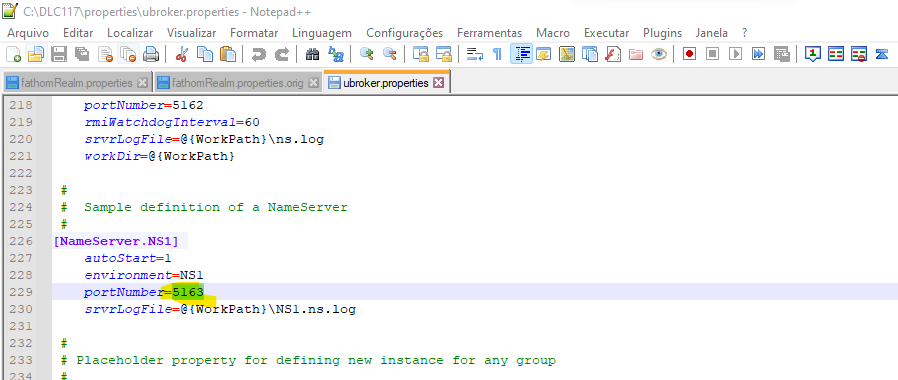 C:\DLC117\properties\ubroker.properties - Notepad++
Arquivo Editar Localizar Visualizar Formatar Linguagem Configurações Ferramentas Macro Executar Plugins Janela ?
fathomRealm.properties fathomRealm.properties.orig ubroker.properties
218 portNumber=5162
219 rmiWatchdogInterval=60
220 srvrLogFile=@{WorkPath}\ns.log
221 workDir=@{WorkPath}
222
223 #
224 # Sample definition of a NameServer
225 #
226 [NameServer.NS1]
227 autoStart=1
228 environment=NS1
229 portNumber=5163
230 srvrLogFile=@{WorkPath}\NS1.ns.log
231
232 #
233 # Placeholder property for defining new instance for any group
234 #